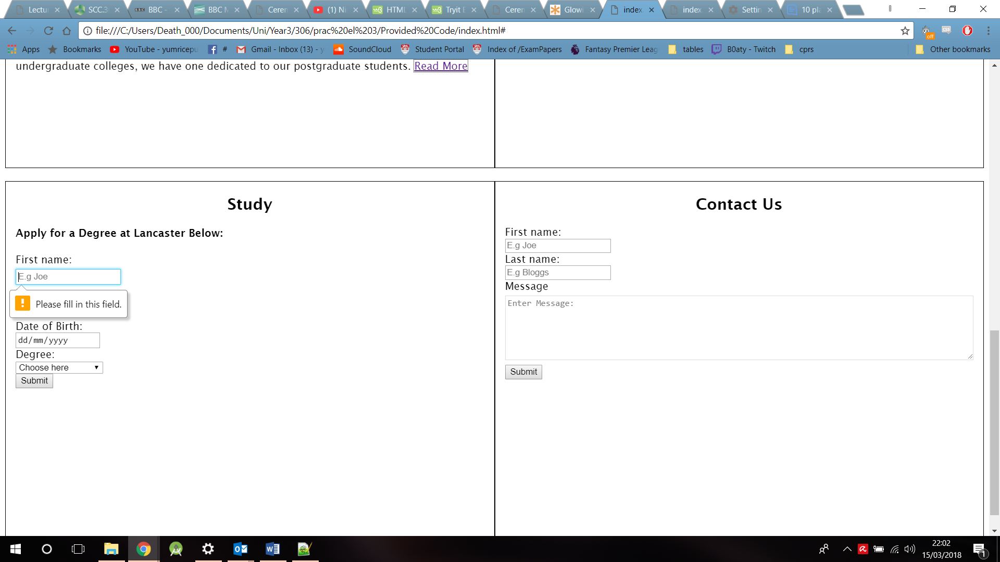 Lectu
SCC.3
BBC -
BBC
Ceren
(1) Ni
HTML
Tryit
Ceren
Glowi
index
index
Settin
10 pla
file:///C:/Users/Death_000/Documents/Uni/Year3/306/prac%20el%203/Provided%20Code/index.html#
off
CSS
Apps
Bookmarks
YouTube - yumricepu
#
Gmail - Inbox (13) - y
SoundCloud
Student Portal
Index of /ExamPapers
Fantasy Premier Leag
tables
B0aty - Twitch
cprs
Other bookmarks
undergraduate colleges, we have one dedicated to our postgraduate students. Read More
Study
Apply for a Degree at Lancaster Below:
First name:
E.g Joe
Please fill in this field.
Date of Birth:
dd/mm/yyyy
Degree:
Choose here
Submit
Contact Us
First name:
E.g Joe
Last name:
E.g Bloggs
Message
Enter Message:
Submit
22:02
15/03/2018
1